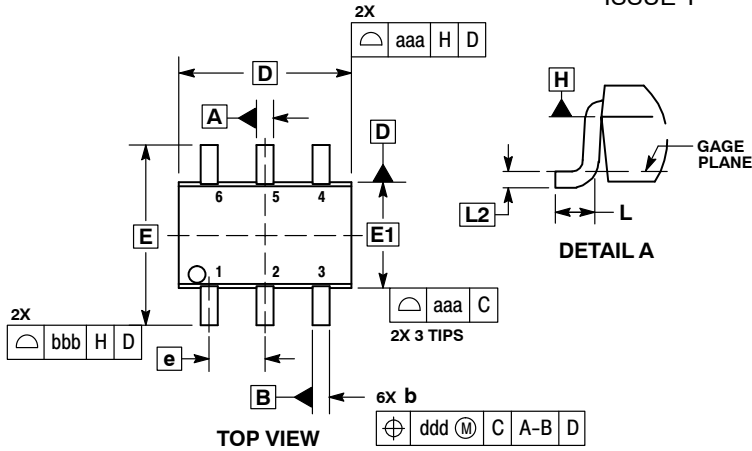 2X
⌓ aaa H D
D
A
D
H
GAGE
PLANE
6 5 4
E
E1
L2
L
DETAIL A
1 2 3
⌓ aaa C
2X 3 TIPS
2X
⌓ bbb H D
e
B
6X b
⌖ ddd Ⓜ C A-B D
TOP VIEW